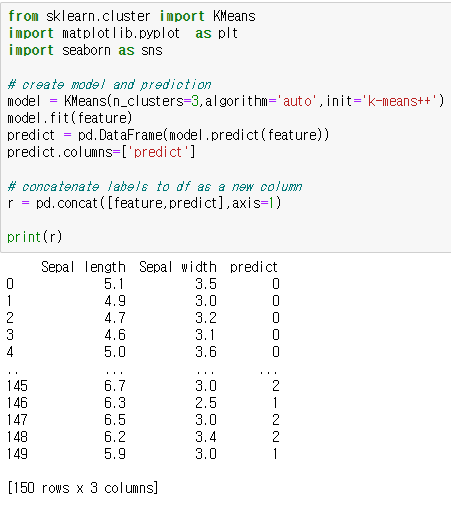 from sklearn.cluster import KMeans
import matplotlib.pyplot  as plt
import seaborn as sns

# create model and prediction
model = KMeans(n_clusters=3,algorithm='auto',init='k-means++')
model.fit(feature)
predict = pd.DataFrame(model.predict(feature))
predict.columns=['predict']

# concatenate labels to df as a new column
r = pd.concat([feature,predict],axis=1)

print(r)
     Sepal length  Sepal width  predict
0             5.1          3.5        0
1             4.9          3.0        0
2             4.7          3.2        0
3             4.6          3.1        0
4             5.0          3.6        0
..            ...          ...      ...
145           6.7          3.0        2
146           6.3          2.5        1
147           6.5          3.0        2
148           6.2          3.4        2
149           5.9          3.0        1

[150 rows x 3 columns]